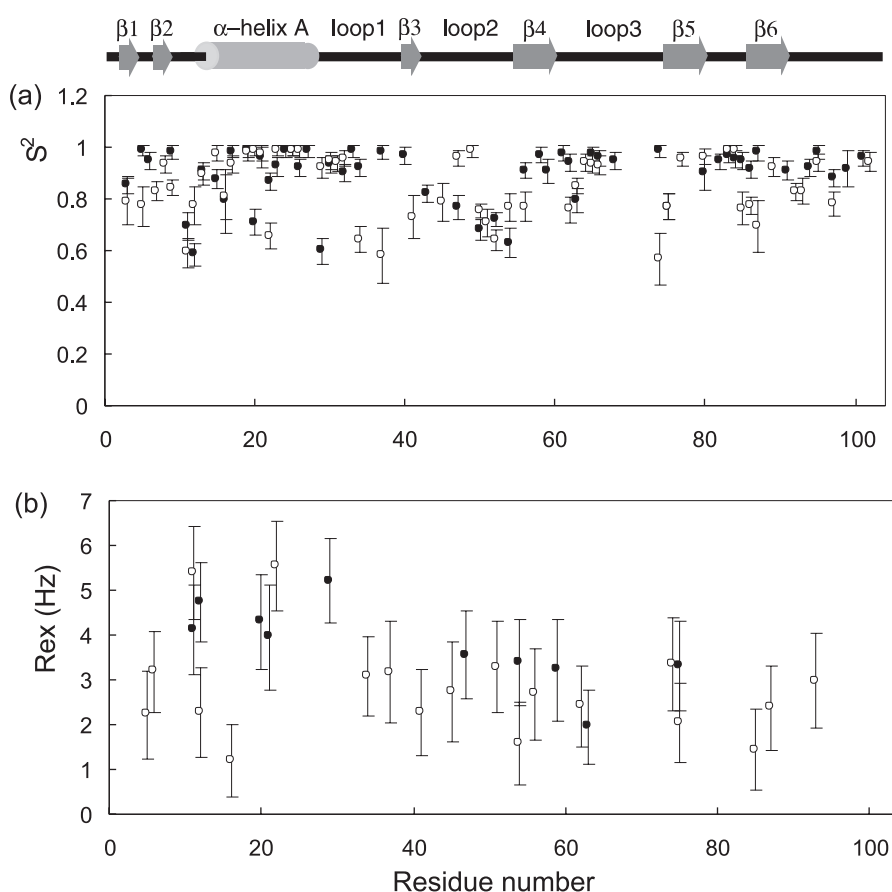 β1 β2 α−helix A loop1 β3 loop2 β4 loop3 β5 β6
(a)
1.2
1
0.8
0.6
0.4
0.2
0
S²
0 20 40 60 80 100
(b)
7
6
5
4
3
2
1
0
Rex (Hz)
0 20 40 60 80 100
Residue number